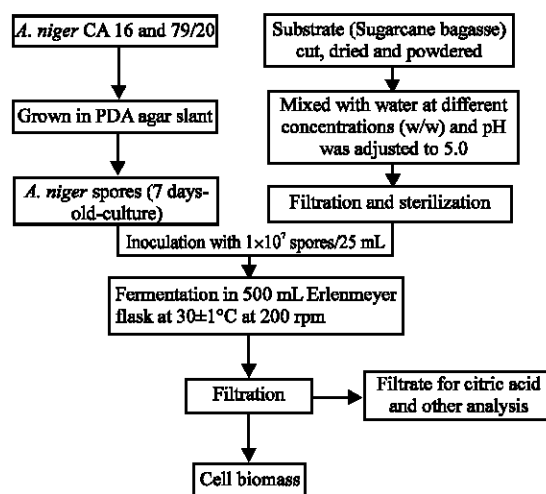 A. niger CA 16 and 79/20
Grown in PDA agar slant
A. niger spores (7 days-
old-culture)
Substrate (Sugarcane bagasse)
cut, dried and powdered
Mixed with water at different
concentrations (w/w) and pH
was adjusted to 5.0
Filtration and sterilization
Inoculation with 1×10⁷ spores/25 mL
Fermentation in 500 mL Erlenmeyer
flask at 30±1°C at 200 rpm
Filtration
Filtrate for citric acid
and other analysis
Cell biomass